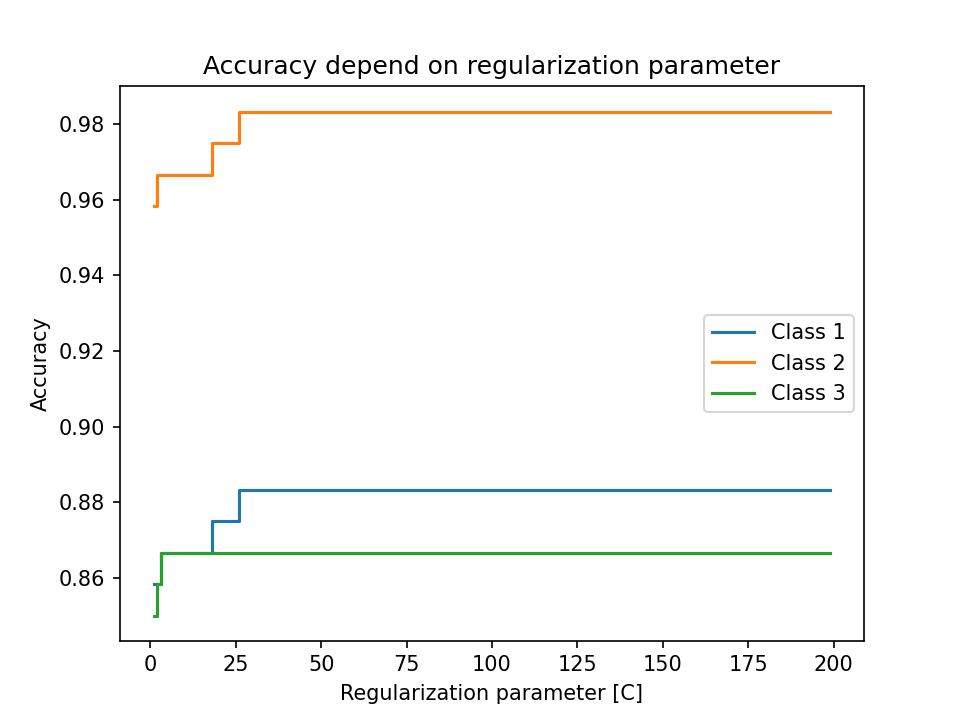 Accuracy depend on regularization parameter
0.98
0.96
0.94
0.92
0.90
0.88
0.86
Accuracy
Class 1
Class 2
Class 3
0 25 50 75 100 125 150 175 200
Regularization parameter [C]